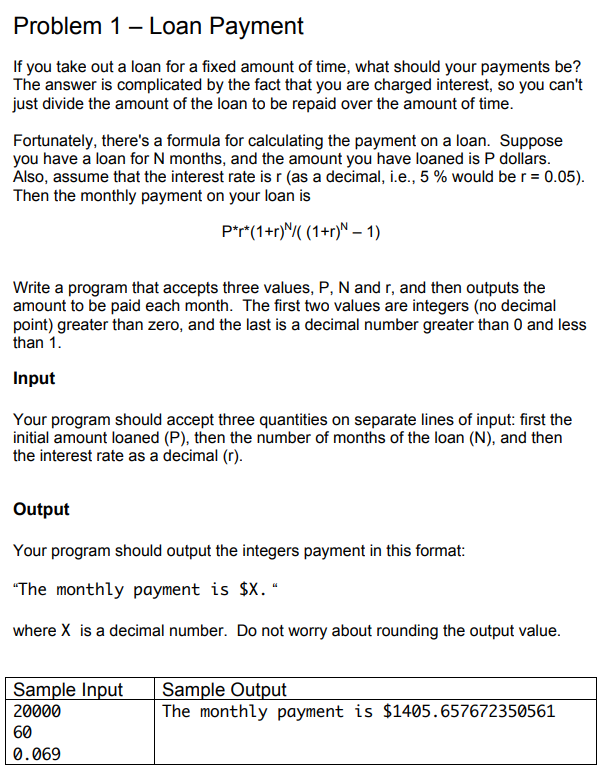 Problem 1 – Loan Payment
If you take out a loan for a fixed amount of time, what should your payments be?
The answer is complicated by the fact that you are charged interest, so you can't
just divide the amount of the loan to be repaid over the amount of time.
Fortunately, there's a formula for calculating the payment on a loan.  Suppose
you have a loan for N months, and the amount you have loaned is P dollars.
Also, assume that the interest rate is r (as a decimal, i.e., 5 % would be r = 0.05).
Then the monthly payment on your loan is
P*r*(1+r)ᴺ/( (1+r)ᴺ – 1)
Write a program that accepts three values, P, N and r, and then outputs the
amount to be paid each month.  The first two values are integers (no decimal
point) greater than zero, and the last is a decimal number greater than 0 and less
than 1.
Input
Your program should accept three quantities on separate lines of input: first the
initial amount loaned (P), then the number of months of the loan (N), and then
the interest rate as a decimal (r).
Output
Your program should output the integers payment in this format:
“The monthly payment is $X. “
where X  is a decimal number.  Do not worry about rounding the output value.
Sample Input	Sample Output
20000	The monthly payment is $1405.657672350561
60
0.069